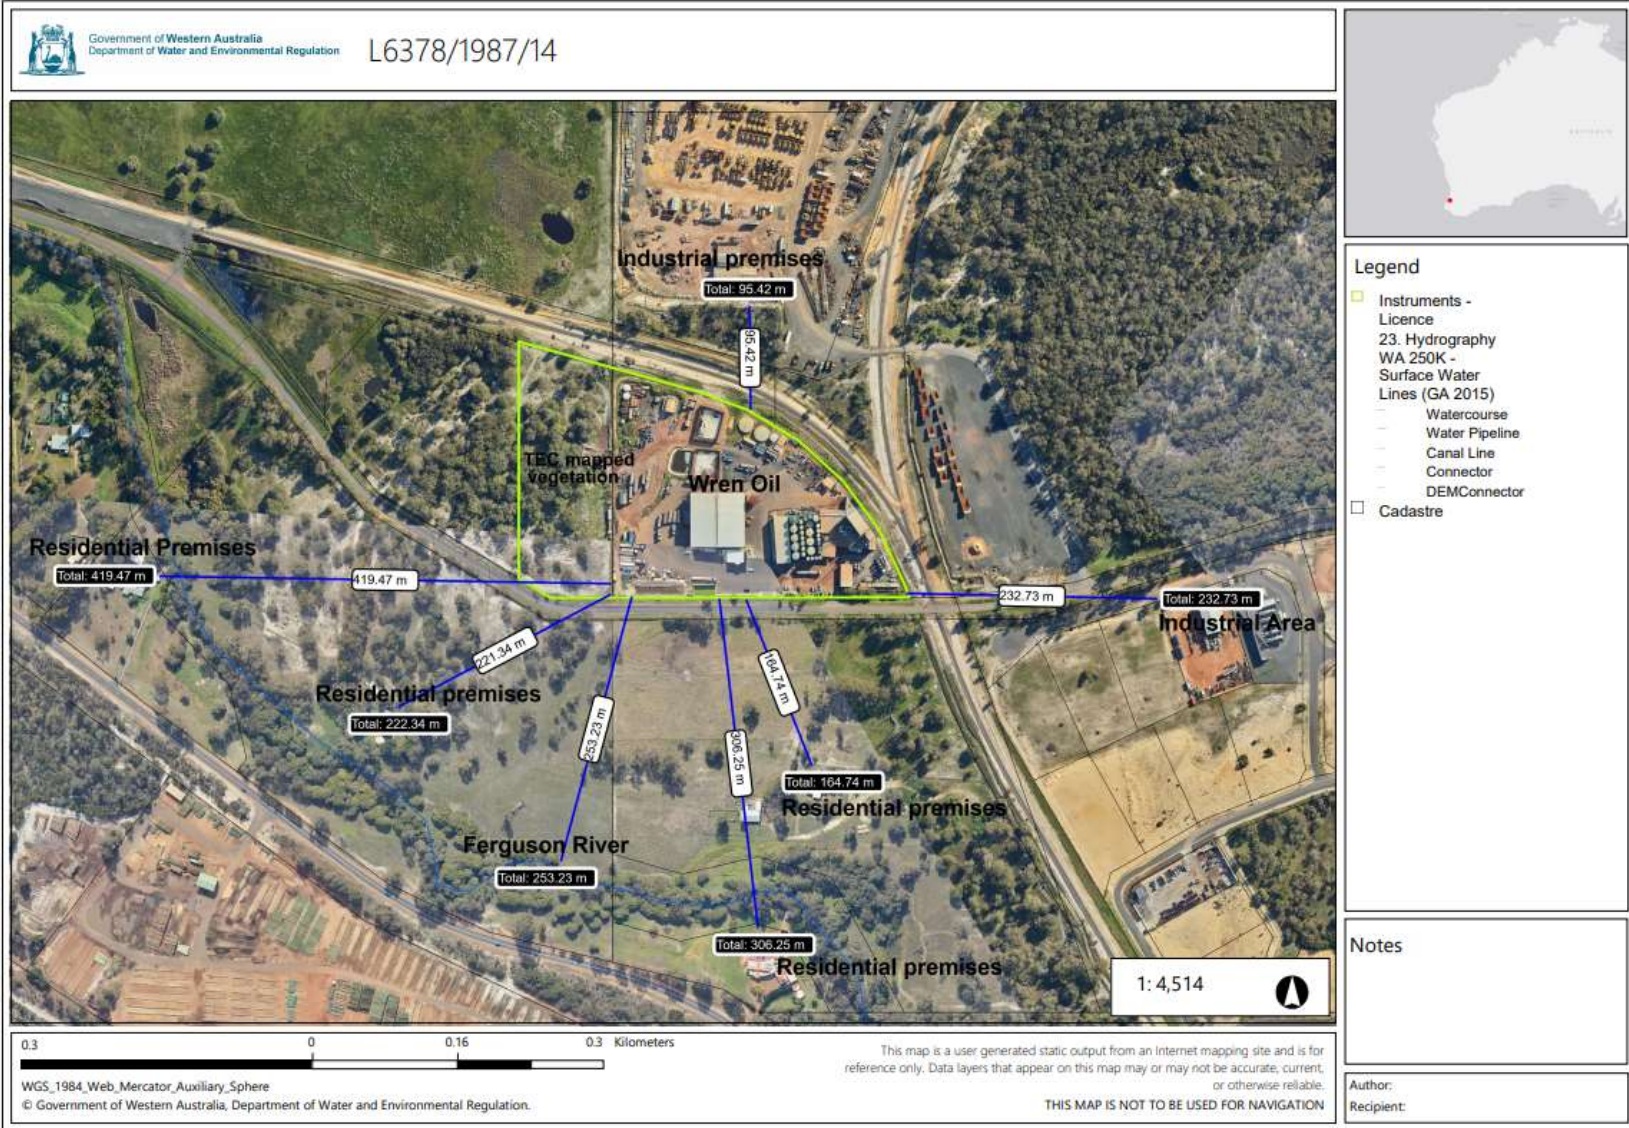 Government of Western Australia
Department of Water and Environmental Regulation
L6378/1987/14
Industrial premises
Total: 95.42 m
95.42 m
TEC mapped
vegetation
Wren Oil
Residential Premises
Total: 419.47 m
419.47 m
232.73 m
Total: 232.73 m
Industrial Area
221.34 m
Residential premises
Total: 222.34 m
253.23 m
306.25 m
164.74 m
Total: 164.74 m
Residential premises
Ferguson River
Total: 253.23 m
Total: 306.25 m
Residential premises
1: 4,514
Legend
Instruments -
Licence
23. Hydrography
WA 250K -
Surface Water
Lines (GA 2015)
Watercourse
Water Pipeline
Canal Line
Connector
DEMConnector
Cadastre
Notes
Author:
Recipient:
0.3 0 0.16 0.3 Kilometers
WGS_1984_Web_Mercator_Auxiliary_Sphere
© Government of Western Australia, Department of Water and Environmental Regulation.
This map is a user generated static output from an Internet mapping site and is for
reference only. Data layers that appear on this map may or may not be accurate, current,
or otherwise reliable.
THIS MAP IS NOT TO BE USED FOR NAVIGATION